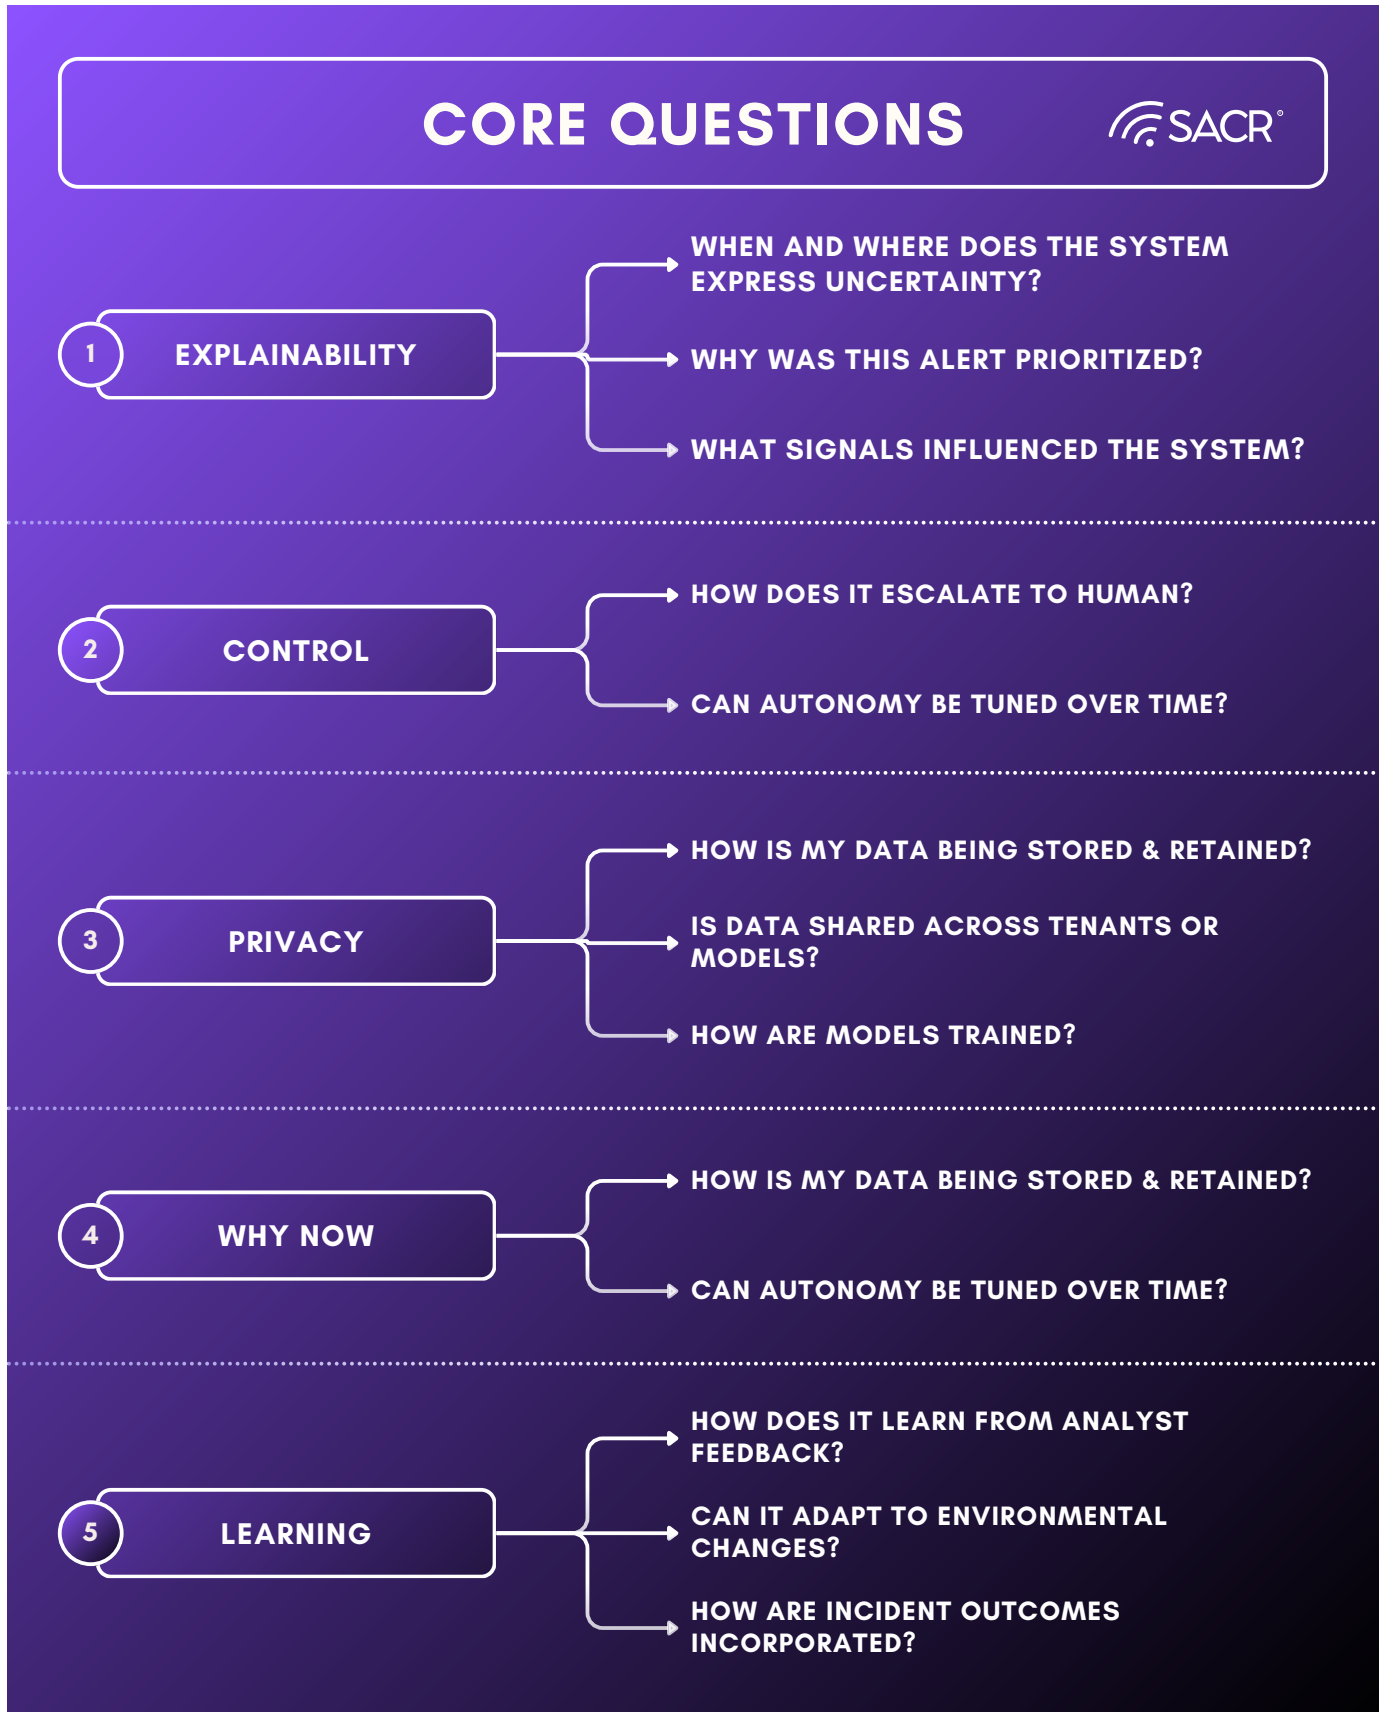 CORE QUESTIONS
SACR
WHEN AND WHERE DOES THE SYSTEM
EXPRESS UNCERTAINTY?
1
EXPLAINABILITY
WHY WAS THIS ALERT PRIORITIZED?
WHAT SIGNALS INFLUENCED THE SYSTEM?
HOW DOES IT ESCALATE TO HUMAN?
2
CONTROL
CAN AUTONOMY BE TUNED OVER TIME?
HOW IS MY DATA BEING STORED & RETAINED?
3
PRIVACY
IS DATA SHARED ACROSS TENANTS OR
MODELS?
HOW ARE MODELS TRAINED?
HOW IS MY DATA BEING STORED & RETAINED?
4
WHY NOW
CAN AUTONOMY BE TUNED OVER TIME?
HOW DOES IT LEARN FROM ANALYST
FEEDBACK?
5
LEARNING
CAN IT ADAPT TO ENVIRONMENTAL
CHANGES?
HOW ARE INCIDENT OUTCOMES
INCORPORATED?